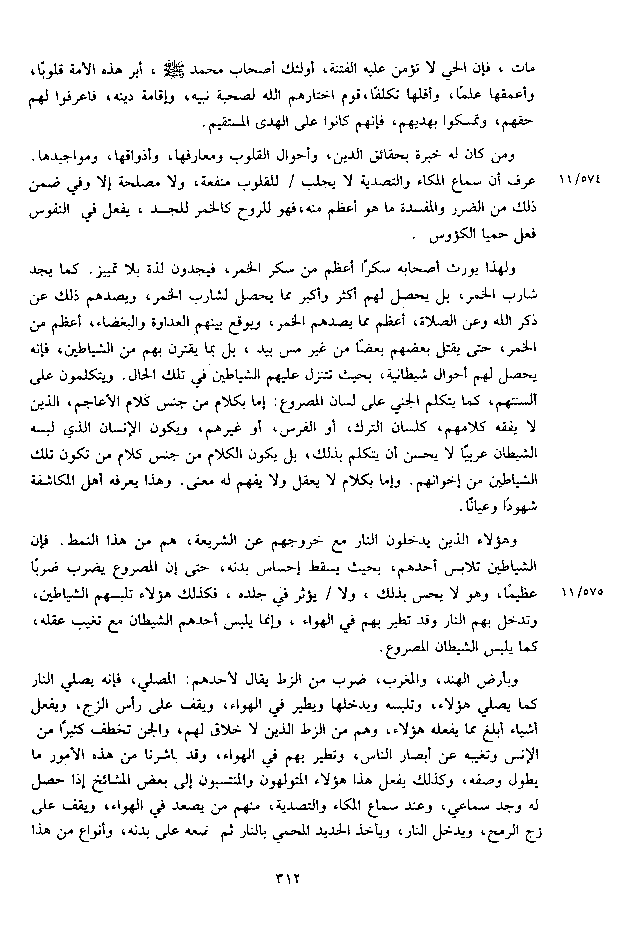 مات ، فإن الحي لا تؤمن عليه الفتنة، أولئك أصحاب محمد ﷺ ، أبر هذه الأمة قلوبًا،
وأعمقها علمًا، وأقلها تكلفًا، قوم اختارهم الله لصحبة نبيه، وإقامة دينه، فاعرفوا لهم
حقهم، وتمسكوا بهديهم، فإنهم كانوا على الهدى المستقيم.
ومن كان له خبرة بحقائق الدين، وأحوال القلوب ومعارفها، وأذواقها، ومواجيدها.
١١/٥٧٤ عرف أن سماع المكاء والتصدية لا يجلب / للقلوب منفعة، ولا مصلحة إلا وفي ضمن
ذلك من الضرر والمفسدة ما هو أعظم منه، فهو للروح كالخمر للجسد ، يفعل في النفوس
فعل حميا الكؤوس .
ولهذا يورث أصحابه سكرًا أعظم من سكر الخمر، فيجدون لذة بلا تمييز. كما يجد
شارب الخمر، بل يحصل لهم أكثر وأكبر مما يحصل لشارب الخمر، ويصدهم ذلك عن
ذكر الله وعن الصلاة، أعظم مما يصدهم الخمر، ويوقع بينهم العداوة والبغضاء، أعظم من
الخمر، حتى يقتل بعضهم بعضًا من غير مس بيد ، بل بما يقترن بهم من الشياطين، فإنه
يحصل لهم أحوال شيطانية، بحيث تتنزل عليهم الشياطين في تلك الحال. ويتكلمون على
ألسنتهم، كما يتكلم الجني على لسان المصروع: إما بكلام من جنس كلام الأعاجم، الذين
لا يفقه كلامهم، كلسان الترك، أو الفرس، أو غيرهم، ويكون الإنسان الذي لبسه
الشيطان عربيًا لا يحسن أن يتكلم بذلك، بل يكون الكلام من جنس كلام من تكون تلك
الشياطين من إخوانهم. وإما بكلام لا يعقل ولا يفهم له معنى. وهذا يعرفه أهل المكاشفة
شهودًا وعيانًا.
وهؤلاء الذين يدخلون النار مع خروجهم عن الشريعة، هم من هذا النمط. فإن
الشياطين تلابس أحدهم، بحيث يسقط إحساس بدنه، حتى إن المصروع يضرب ضربًا
١١/٥٧٥ عظيمًا، وهو لا يحس بذلك ، ولا / يؤثر في جلده ، فكذلك هؤلاء تلبسهم الشياطين،
وتدخل بهم النار وقد تطير بهم في الهواء ، وإنما يلبس أحدهم الشيطان مع تغيب عقله،
كما يلبس الشيطان المصروع.
وبأرض الهند، والمغرب، ضرب من الزط يقال لأحدهم: المصلي، فإنه يصلي النار
كما يصلي هؤلاء، وتلبسه ويدخلها ويطير في الهواء، ويقف على رأس الزج، ويفعل
أشياء أبلغ مما يفعله هؤلاء، وهم من الزط الذين لا خلاق لهم، والجن تخطف كثيرًا من
الإنس وتغيبه عن أبصار الناس، وتطير بهم في الهواء، وقد باشرنا من هذه الأمور ما
يطول وصفه، وكذلك يفعل هذا هؤلاء المتولهون والمنتسبون إلى بعض المشائخ إذا حصل
له وجد سماعي، وعند سماع المكاء والتصدية، منهم من يصعد في الهواء، ويقف على
زج الرمح، ويدخل النار، ويأخذ الحديد المحمي بالنار ثم يضعه على بدنه، وأنواع من هذا
٣١٢